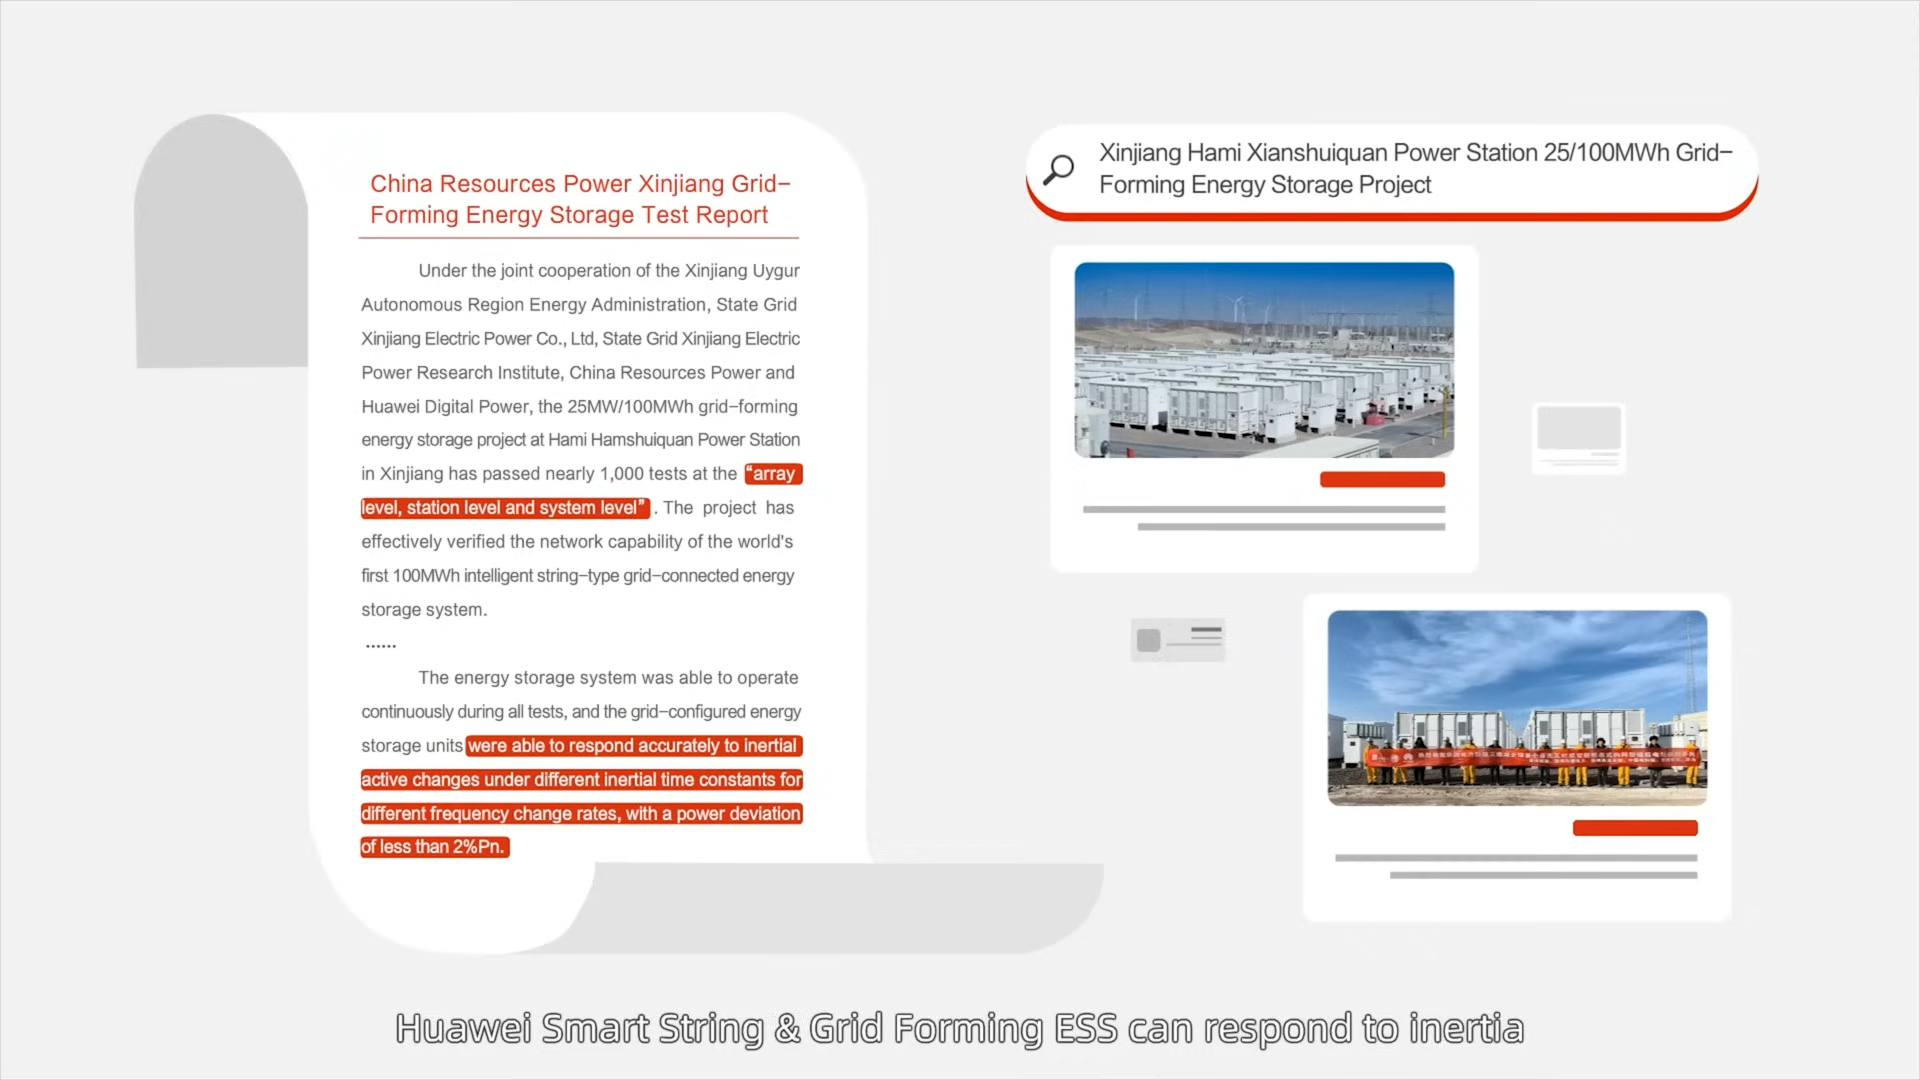 China Resources Power Xinjiang Grid-
Forming Energy Storage Test Report
Under the joint cooperation of the Xinjiang Uygur
Autonomous Region Energy Administration, State Grid
Xinjiang Electric Power Co., Ltd, State Grid Xinjiang Electric
Power Research Institute, China Resources Power and
Huawei Digital Power, the 25MW/100MWh grid-forming
energy storage project at Hami Hamshuiquan Power Station
in Xinjiang has passed nearly 1,000 tests at the “array
level, station level and system level” . The project has
effectively verified the network capability of the world's
first 100MWh intelligent string-type grid-connected energy
storage system.
······
The energy storage system was able to operate
continuously during all tests, and the grid-configured energy
storage units were able to respond accurately to inertial
active changes under different inertial time constants for
different frequency change rates, with a power deviation
of less than 2%Pn.
Xinjiang Hami Xianshuiquan Power Station 25/100MWh Grid-
Forming Energy Storage Project
Huawei Smart String & Grid Forming ESS can respond to inertia